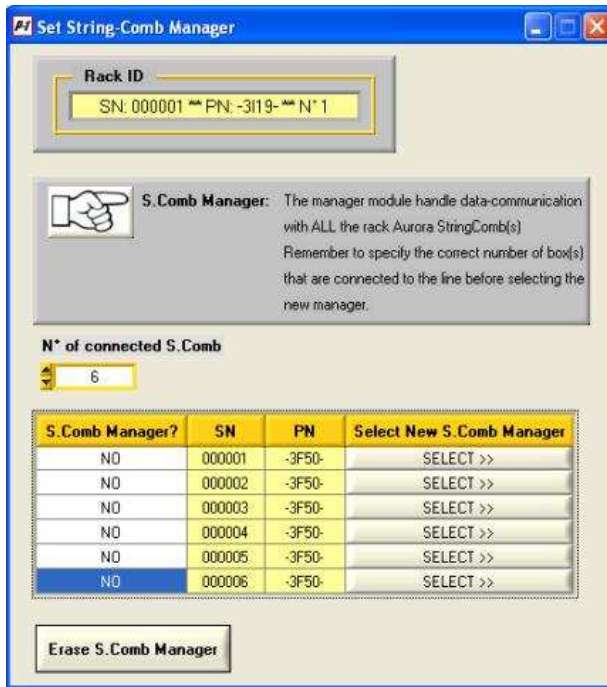 Set String-Comb Manager
Rack ID
SN: 000001 ** PN: -3I19- ** N° 1
S.Comb Manager: The manager module handle data-communication
with ALL the rack Aurora StringComb(s)
Remember to specify the correct number of box(s)
that are connected to the line before selecting the
new manager.
N° of connected S.Comb
6
S.Comb Manager? SN PN Select New S.Comb Manager
NO 000001 -3F50- SELECT >>
NO 000002 -3F50- SELECT >>
NO 000003 -3F50- SELECT >>
NO 000004 -3F50- SELECT >>
NO 000005 -3F50- SELECT >>
NO 000006 -3F50- SELECT >>
Erase S.Comb Manager